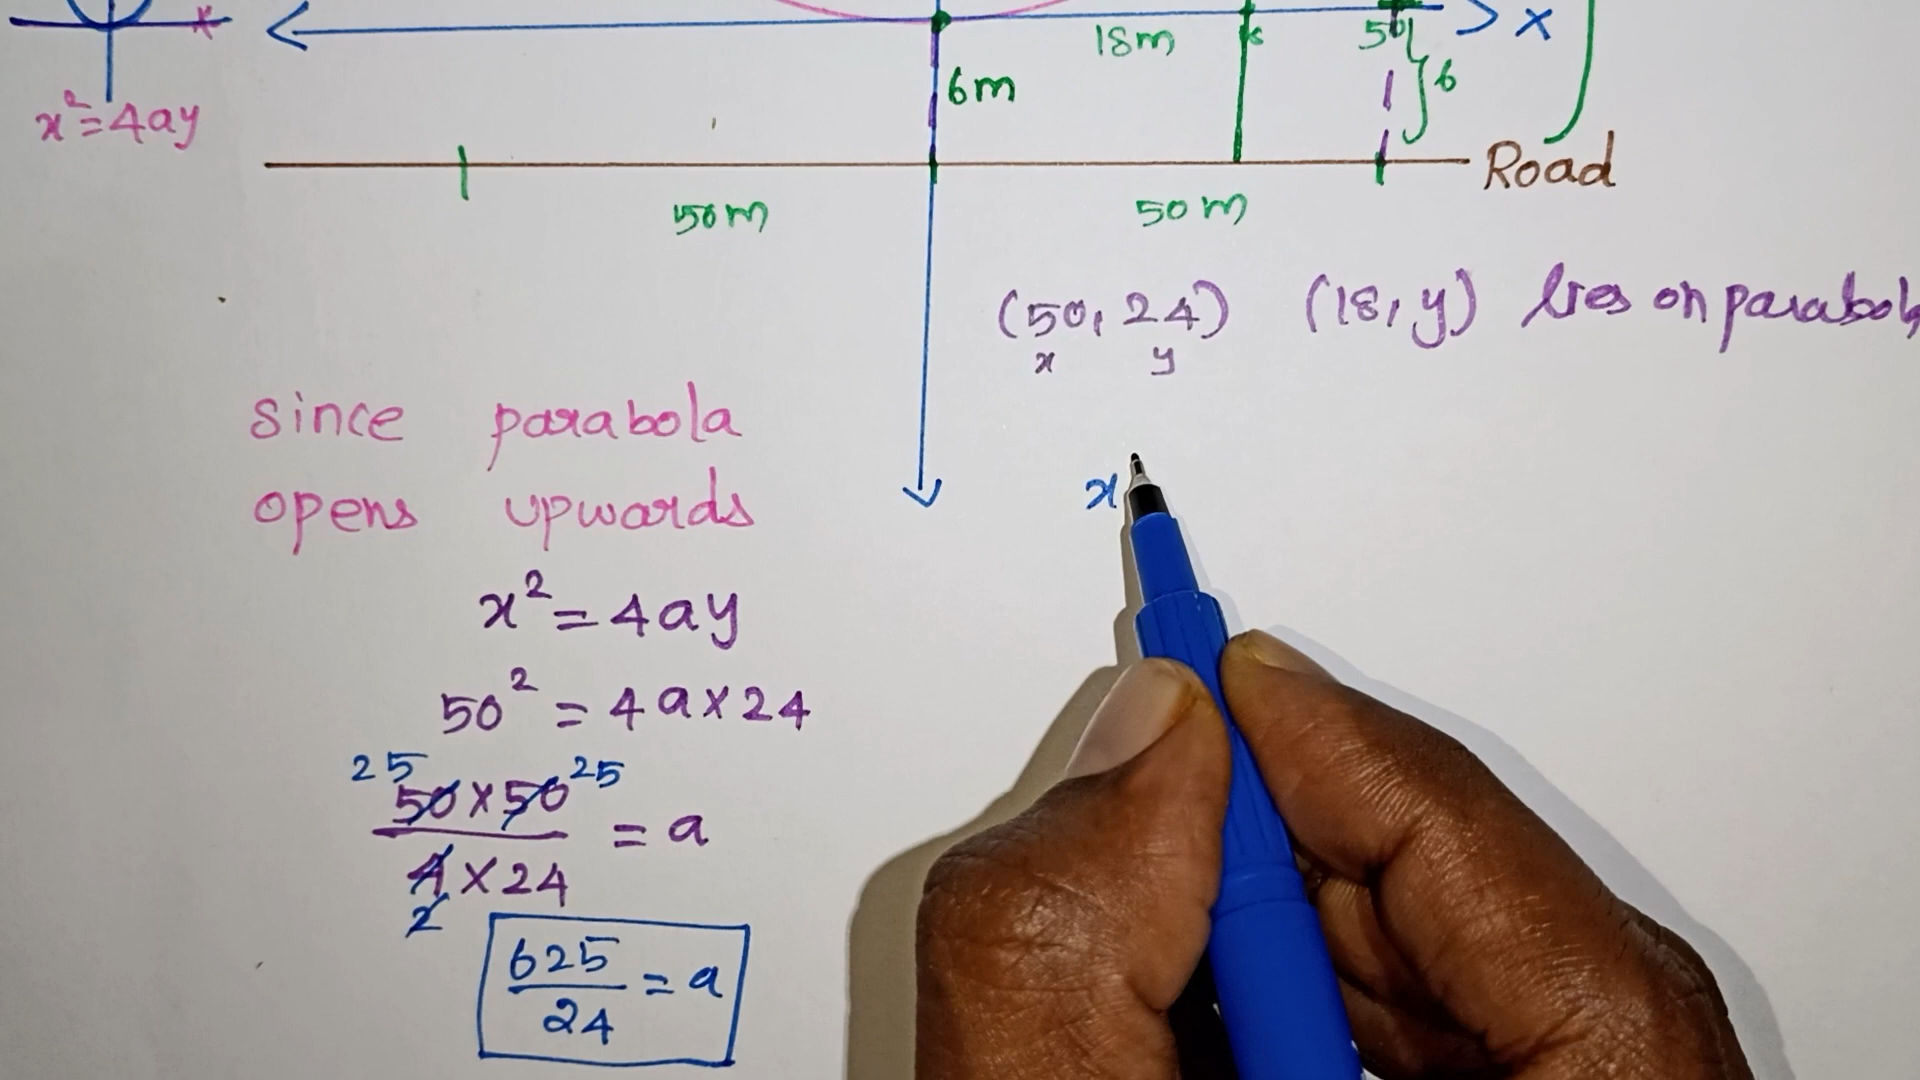 x
18m
50
x
6m
6
x² = 4ay
Road
50m
50m
(50, 24) (18, y) lies on parabola
x y
since parabola
opens upwards
x
x² = 4ay
50² = 4a×24
25 25
50×50 = a
4×24
2
625/24 = a